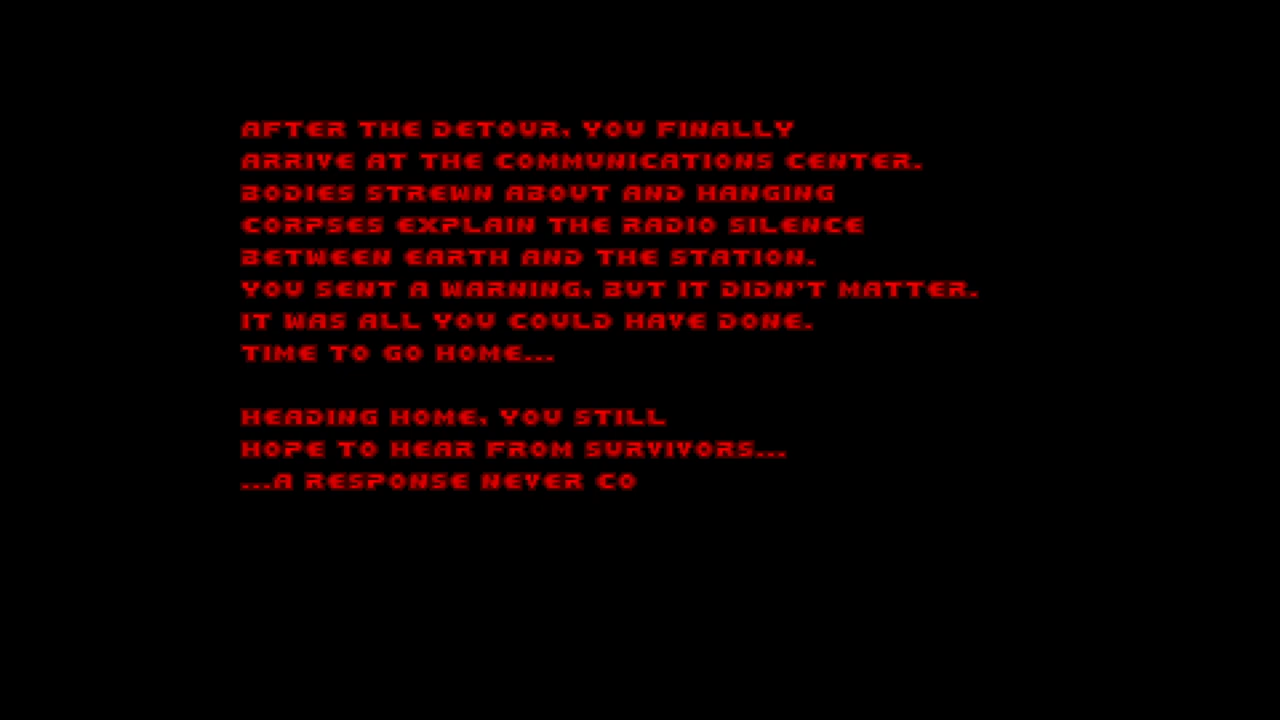 AFTER THE DETOUR, YOU FINALLY
ARRIVE AT THE COMMUNICATIONS CENTER.
BODIES STREWN ABOUT AND HANGING
CORPSES EXPLAIN THE RADIO SILENCE
BETWEEN EARTH AND THE STATION.
YOU SENT A WARNING, BUT IT DIDN'T MATTER.
IT WAS ALL YOU COULD HAVE DONE.
TIME TO GO HOME...
HEADING HOME, YOU STILL
HOPE TO HEAR FROM SURVIVORS...
...A RESPONSE NEVER CO